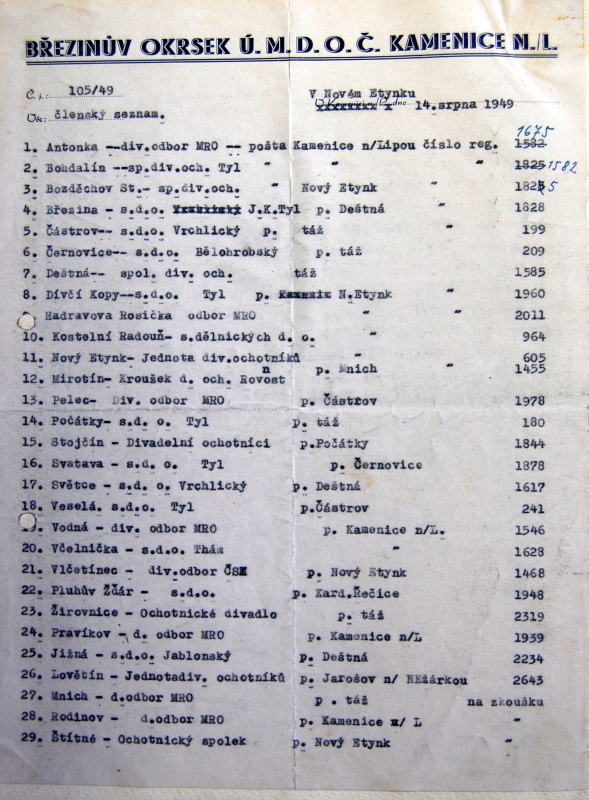 BŘEZINŮV OKRSEK Ú.M.D.O.Č. KAMENICE N./L.
Č.j.: 105/49 V Novém Etynku
Věc: členský seznam. dne 14.srpna 1949
1675
1. Antonka --div.odbor MRO -- pošta Kamenice n/Lipou číslo reg. 1582
2. Bohdalín --sp.div.och. Tyl " " " 1825 1582
3. Bozděchov St.- sp.div.och. " Nový Etynk " 1825
4. Březina - s.d.o. J.K.Tyl p. Deštná " 1828
5. Částrov-- s.d.o. Vrchlický p. táž 199
6. Černovice-- s.d.o. Bělohrobský p. táž 209
7. Deštná-- spol. div. och. táž 1585
8. Dívčí Kopy--s.d.o. Tyl p. N.Etynk 1960
Hadravova Rosička odbor MRO " " 2011
10. Kostelní Radouň- s.dělnických d. o. " 964
11. Nový Etynk- Jednota div.ochotníků " 605
12. Mirotín- Kroušek d. och. Rovost n p. Mnich 1455
13. Pelec- Div. odbor MRO p. Částrov 1978
14. Počátky- s.d. o. Tyl p. táž 180
15. Stojčín - Divadelní ochotníci p.Počátky 1844
16. Svatava - s.d. o. Tyl p. Černovice 1878
17. Světce - s.d. o. Vrchlický p. Deštná 1617
18. Veselá. s.d.o. Tyl p.Částrov 241
19. Vodná - div. odbor MRO p. Kamenice n/L. 1546
20. Včelnička - s.d.o. Thám " 1628
21. Vlčetínec - div.odbor ČSM p. Nový Etynk 1468
22. Pluhův Žďár - s.d.o. p. Kard.Řečice 1948
23. Žirovnice - Ochotnické divadlo p. táž 2319
24. Pravíkov - d. odbor MRO p. Kamenice n/L 1939
25. Jižná - s.d.o. Jablonský p. Deštná 2234
26. Lovětín - Jednotadiv. ochotníků p. Jarošov n/ NEžárkou 2643
27. Mnich - d.odbor MRO p . táž na zkoušku
28. Rodinov - d.odbor MRO p. Kamenice n/ L "
29. Štítné - Ochotnický spolek p. Nový Etynk "